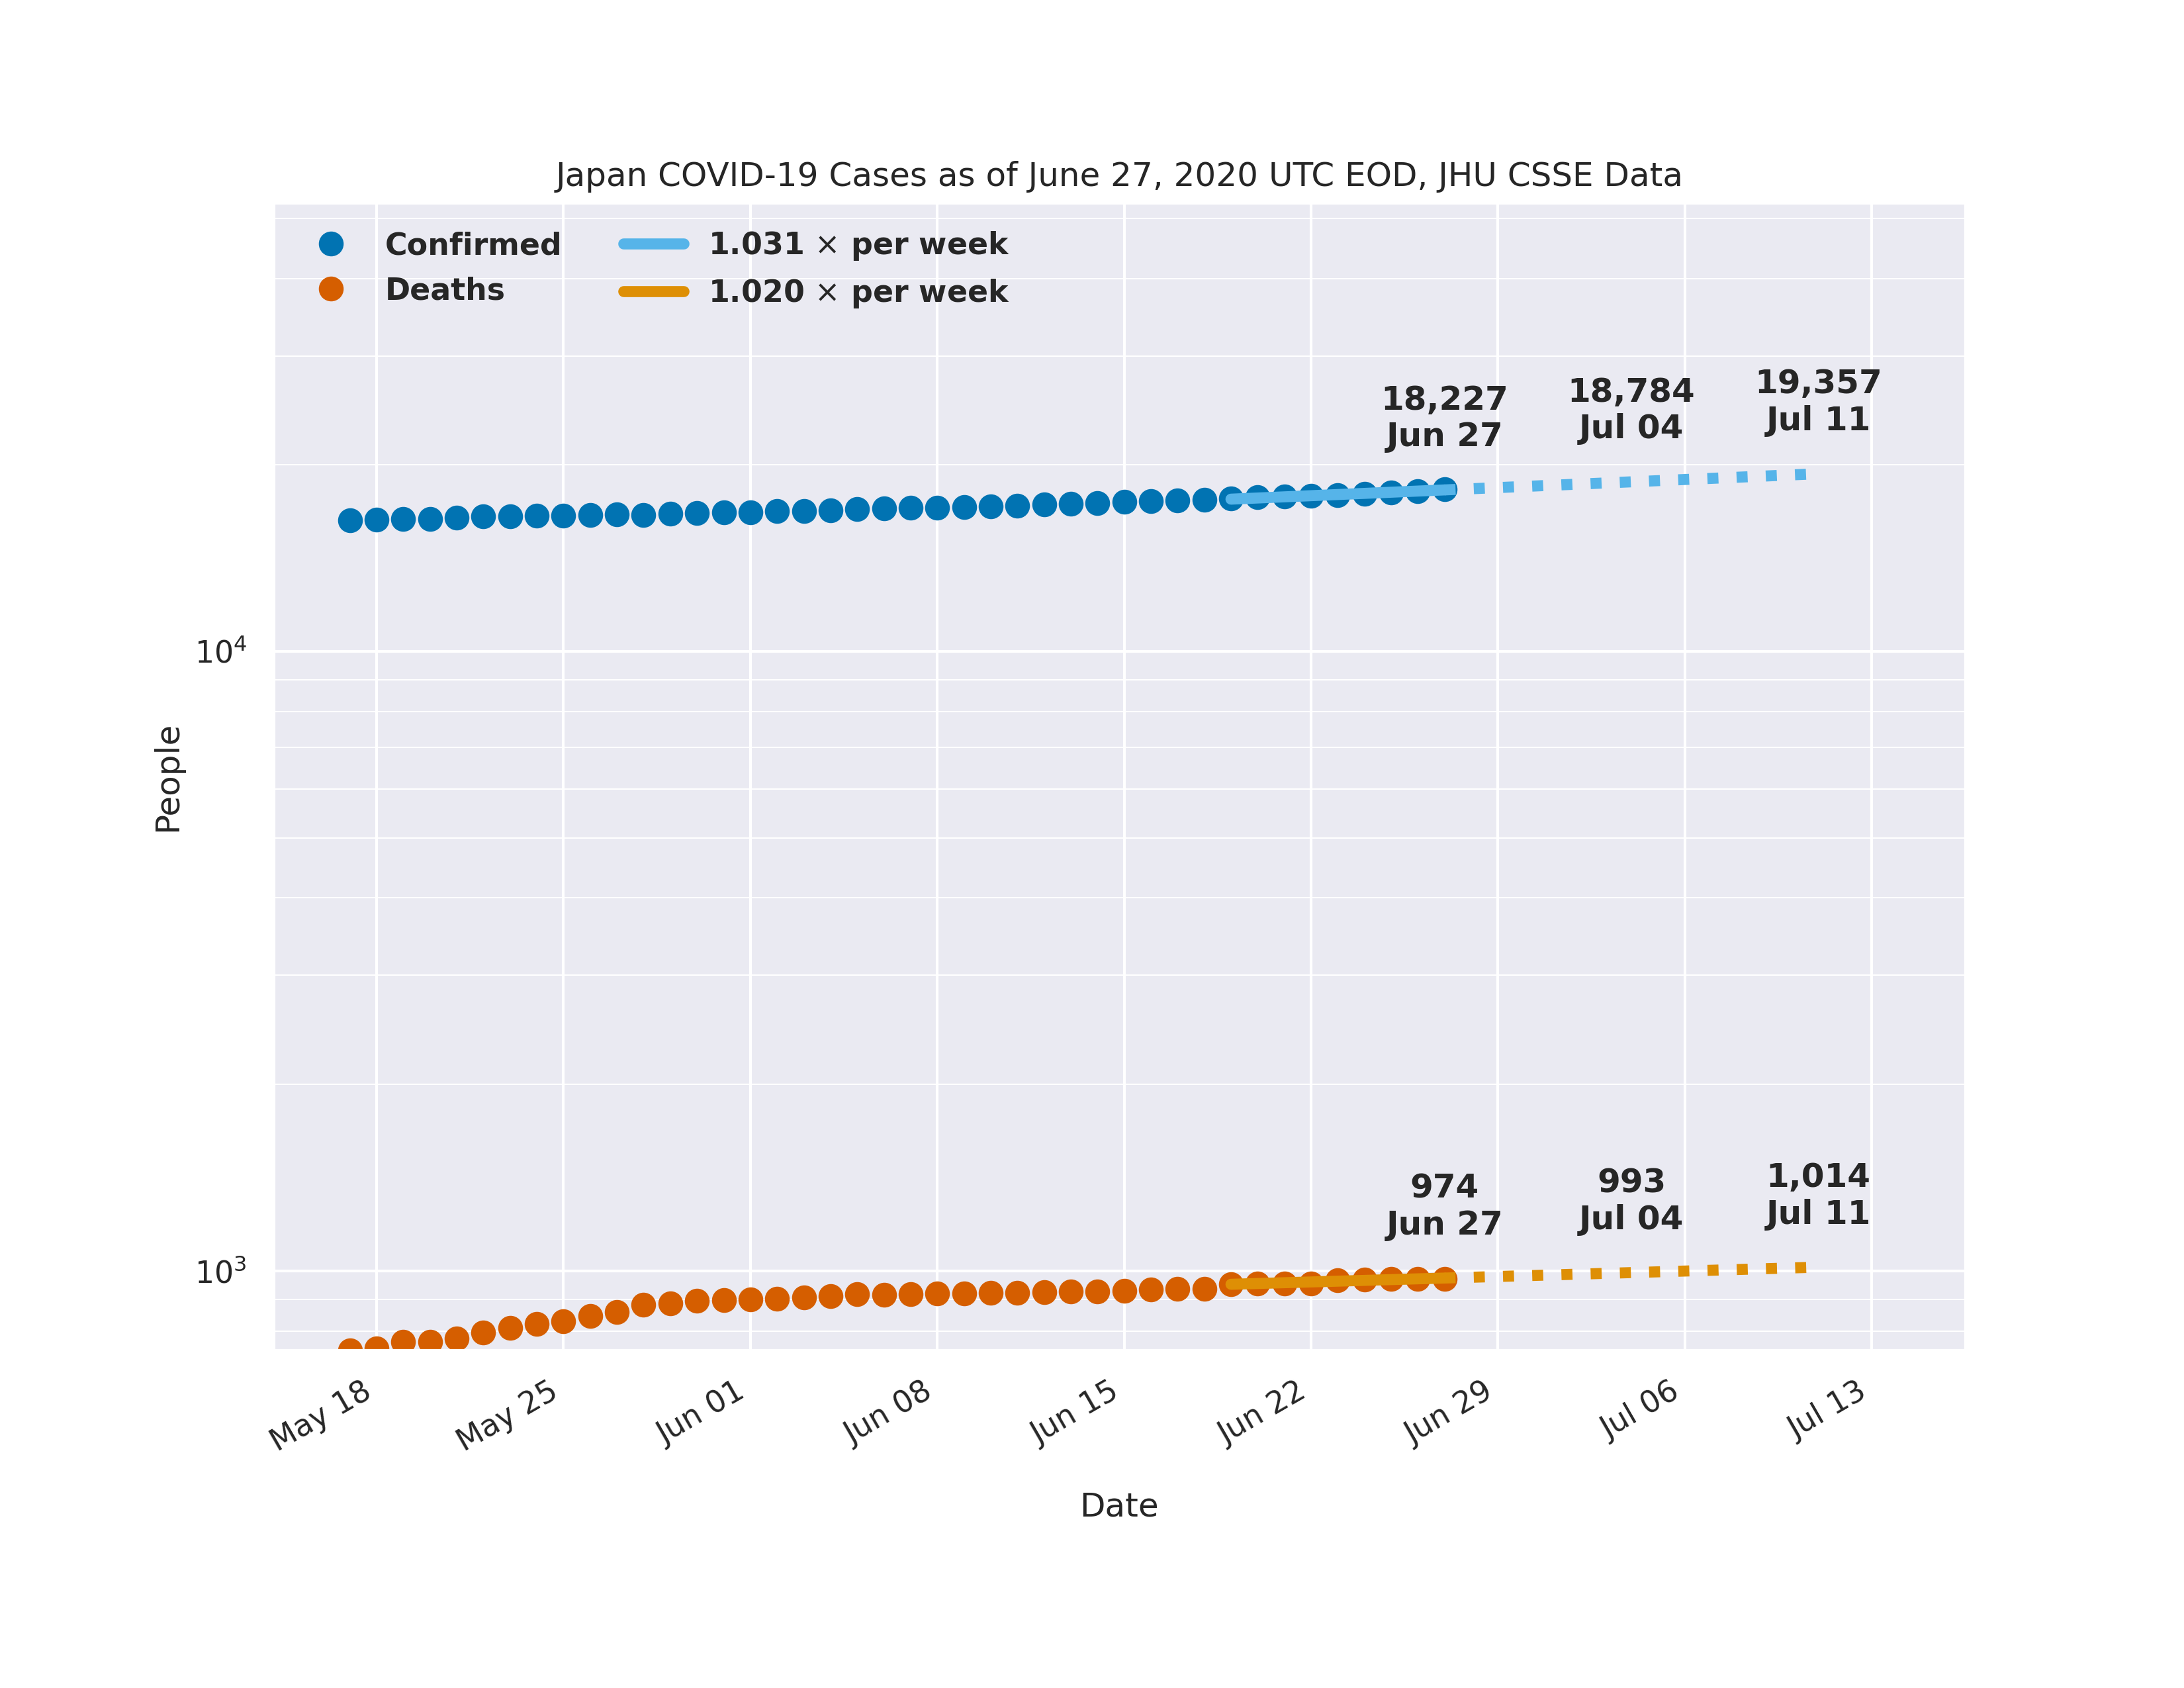 Japan COVID-19 Cases as of June 27, 2020 UTC EOD, JHU CSSE Data
Confirmed
Deaths
1.031 × per week
1.020 × per week
18,227
Jun 27
18,784
Jul 04
19,357
Jul 11
10⁴
People
974
Jun 27
993
Jul 04
1,014
Jul 11
10³
May 18
May 25
Jun 01
Jun 08
Jun 15
Jun 22
Jun 29
Jul 06
Jul 13
Date